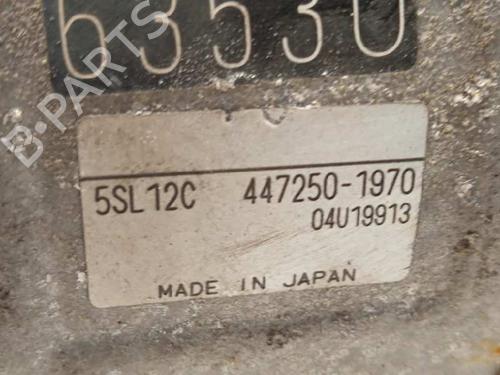 63530
B-PARTS
5SL12C 447250-1970
04U19913
MADE IN JAPAN